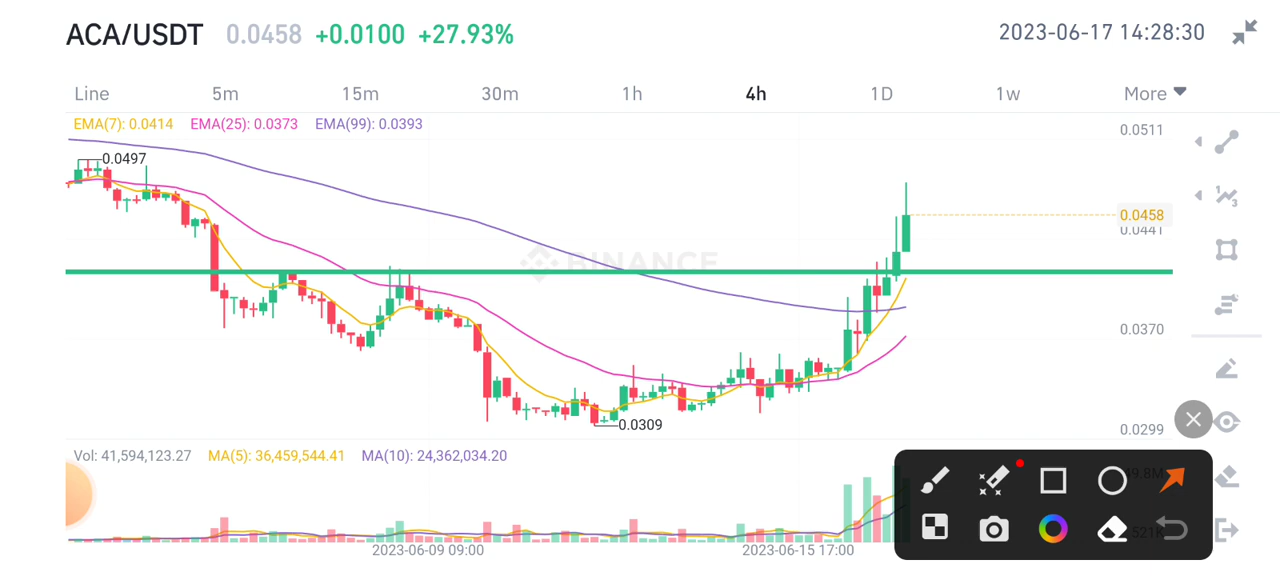 ACA/USDT 0.0458 +0.0100 +27.93% 2023-06-17 14:28:30
Line 5m 15m 30m 1h 4h 1D 1w More
EMA(7): 0.0414 EMA(25): 0.0373 EMA(99): 0.0393
0.0511
0.0497
0.0458
0.0441
BINANCE
0.0370
0.0309
0.0299
Vol: 41,594,123.27 MA(5): 36,459,544.41 MA(10): 24,362,034.20
2023-06-09 09:00 2023-06-15 17:00